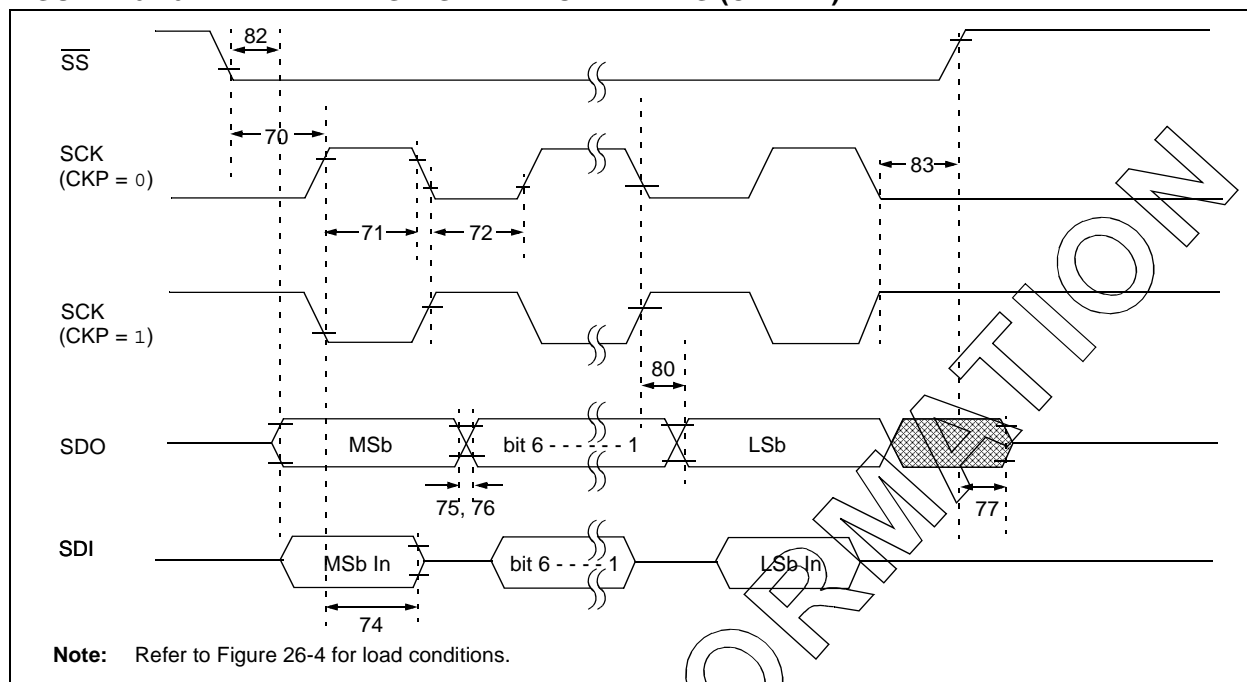 82
SS
70
SCK
(CKP = 0)
83
71
72
SCK
(CKP = 1)
80
SDO
MSb
bit 6 - - - - - - 1
LSb
75, 76
77
SDI
MSb In
bit 6 - - - - 1
LSb In
74
Note: Refer to Figure 26-4 for load conditions.
ORMATION